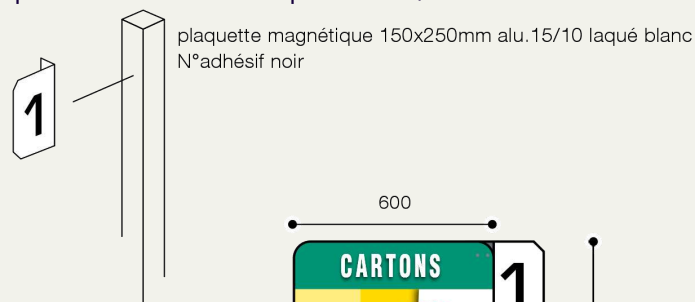 plaquette magnétique 150x250mm alu.15/10 laqué blanc
N°adhésif noir
1
600
CARTONS
1